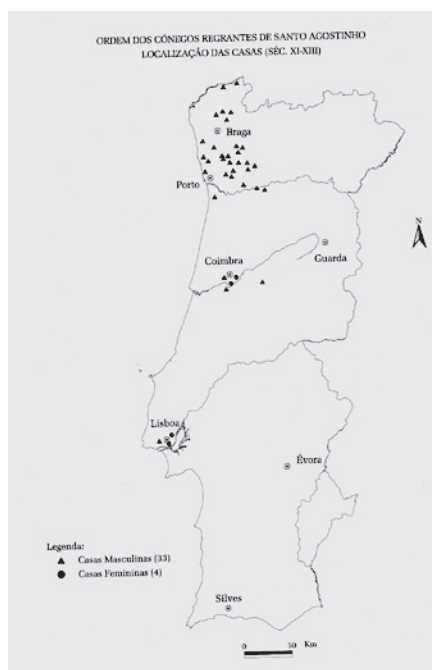 ORDEM DOS CÓNEGOS REGRANTES DE SANTO AGOSTINHO
LOCALIZAÇÃO DAS CASAS (SÉC. XI-XIII)
Braga
Porto
N
Coimbra
Guarda
Lisboa
Évora
Legenda:
Casas Masculinas (33)
Casas Femininas (4)
Silves
0 50 Km